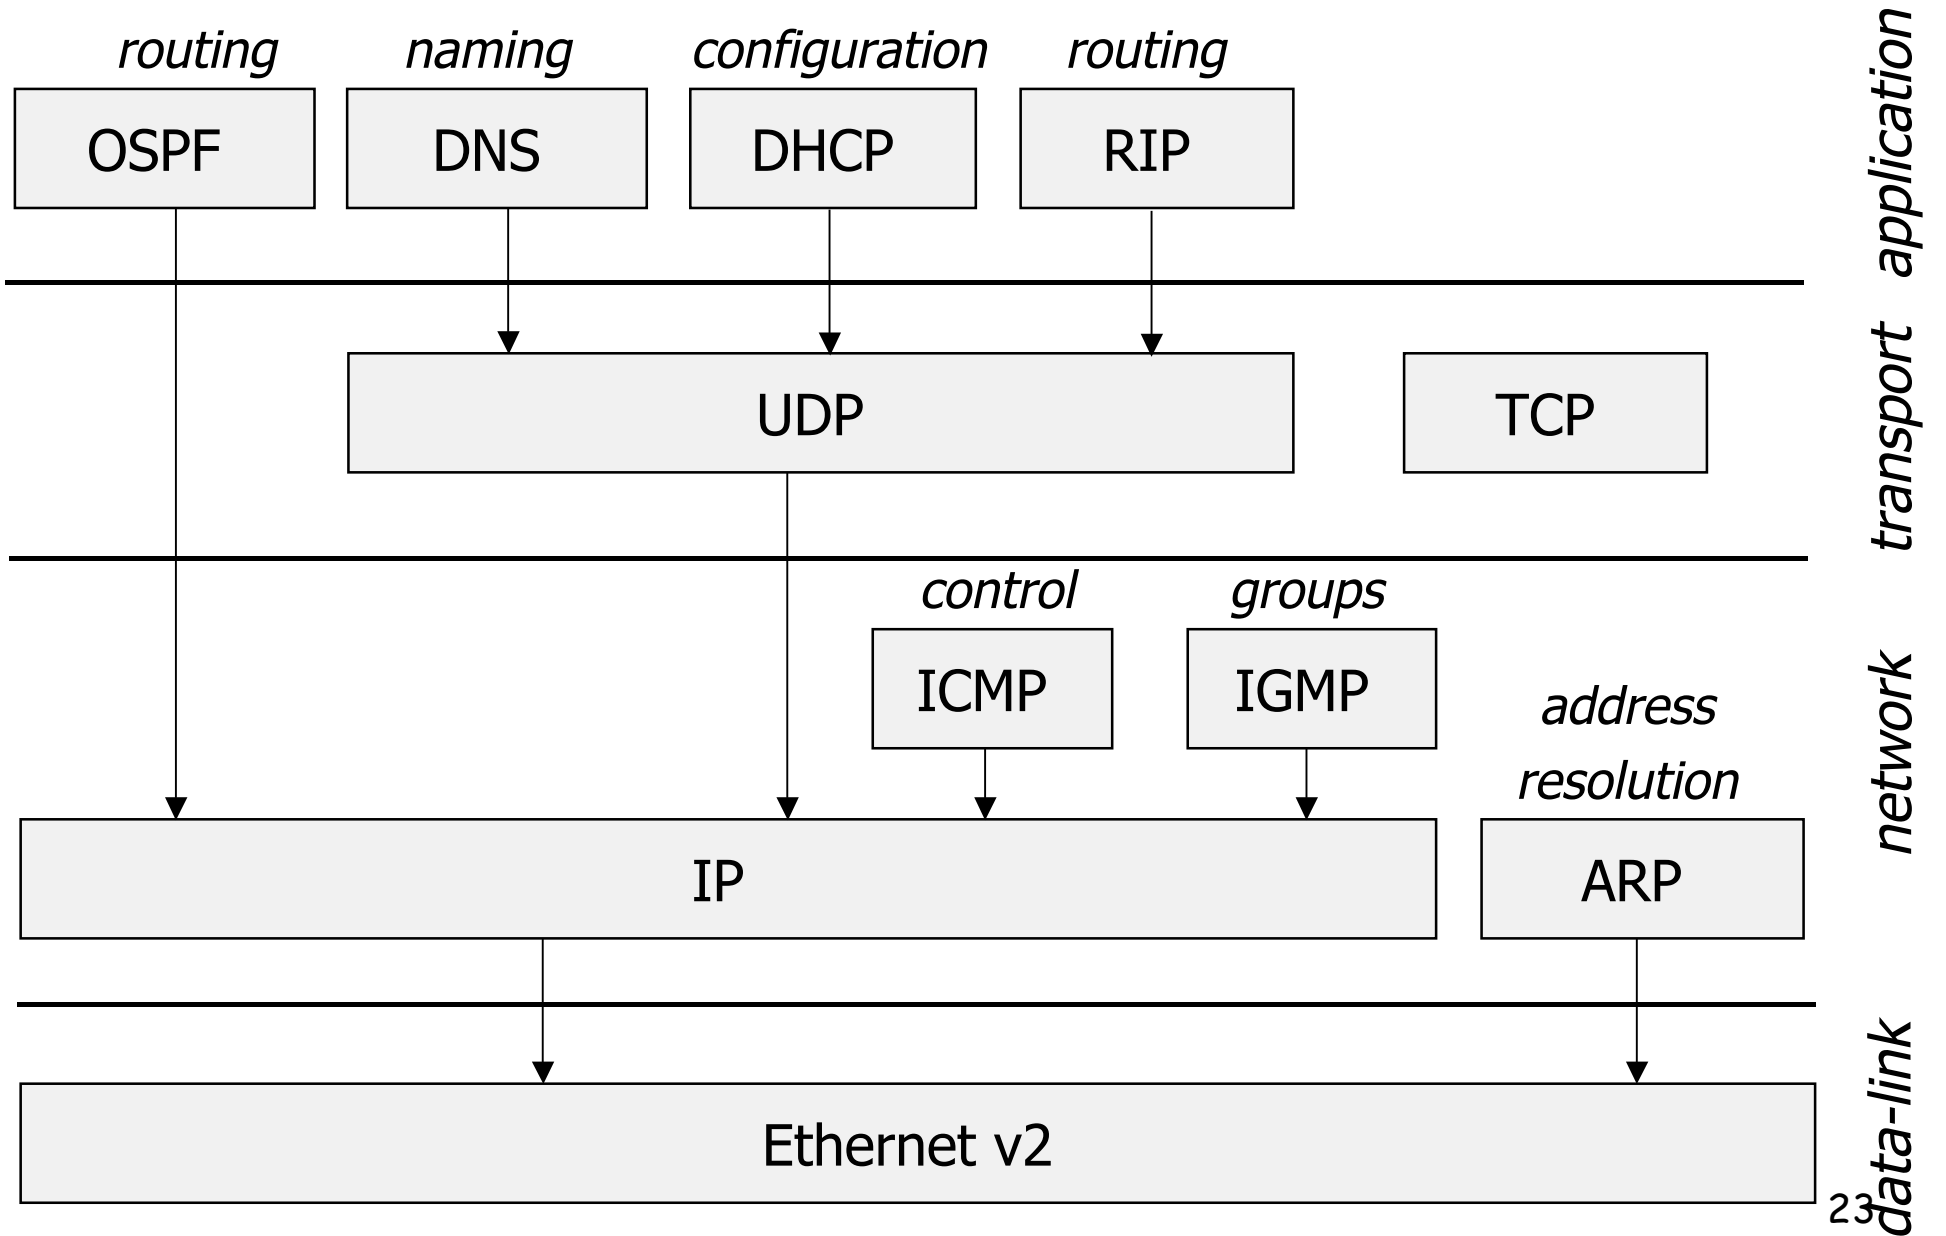 routing
naming
configuration
routing
OSPF
DNS
DHCP
RIP
application
UDP
TCP
transport
control
groups
ICMP
IGMP
address
resolution
IP
ARP
network
Ethernet v2
data-link
23